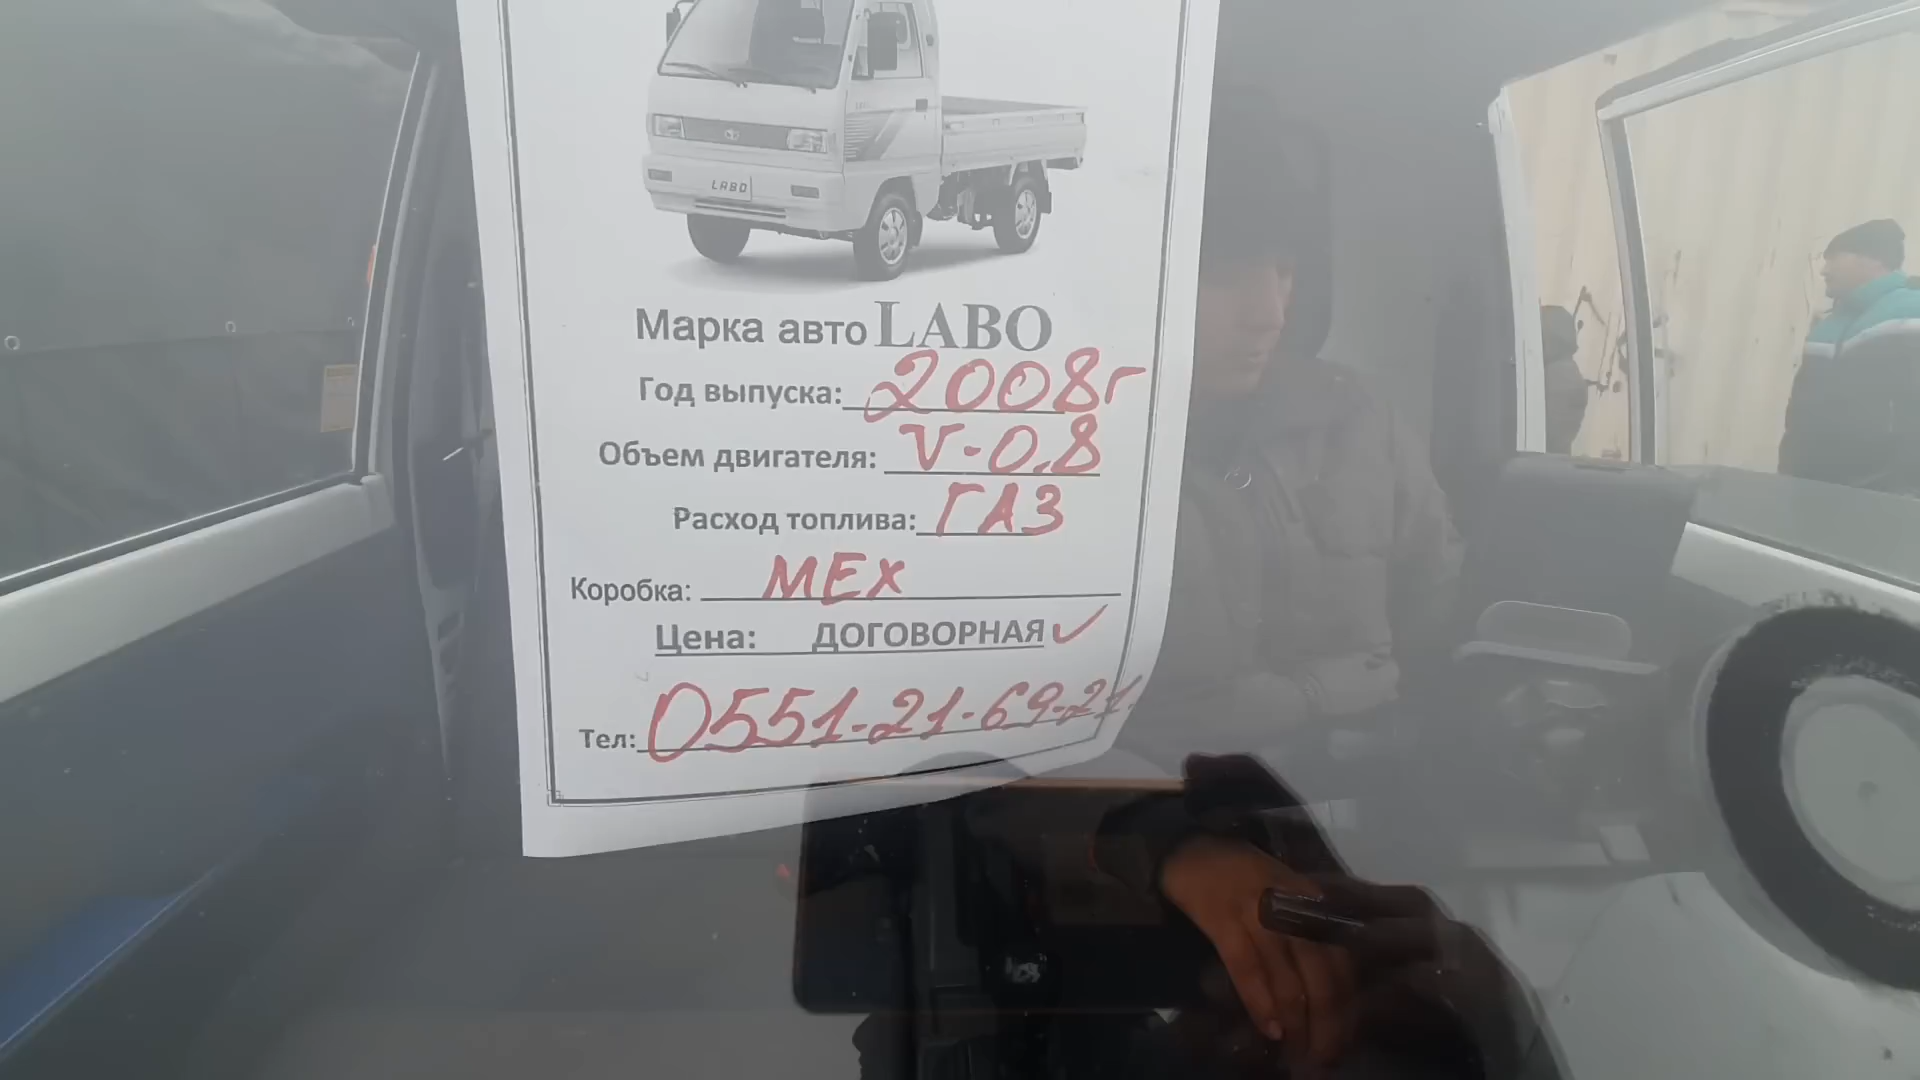 LABO
Марка авто LABO
Год выпуска: 2008г
Объем двигателя: V-0.8
Расход топлива: ГАЗ
Коробка: МЕХ
Цена: ДОГОВОРНАЯ ✓
Тел: 0551-21-69-21.